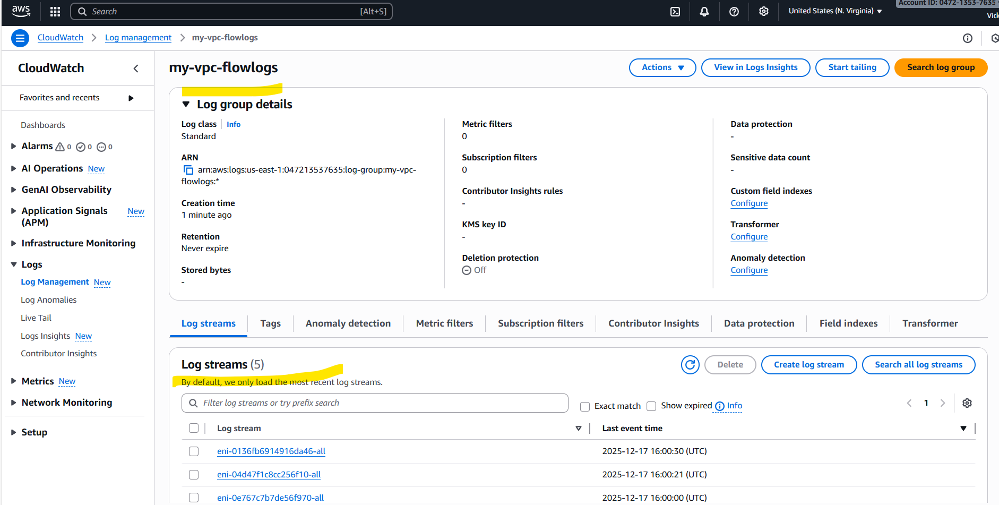 aws
Search [Alt+S]
United States (N. Virginia)
Account ID: 0472-1353-7635
CloudWatch
Log management
my-vpc-flowlogs
CloudWatch
Favorites and recents
Dashboards
Alarms 0 0 0
AI Operations New
GenAI Observability
Application Signals New
(APM)
Infrastructure Monitoring
Logs
Log Management New
Log Anomalies
Live Tail
Logs Insights New
Contributor Insights
Metrics New
Network Monitoring
Setup
my-vpc-flowlogs
Actions
View in Logs Insights
Start tailing
Search log group
Log group details
Log class Info
Standard
ARN
arn:aws:logs:us-east-1:047213537635:log-group:my-vpc-
flowlogs:*
Creation time
1 minute ago
Retention
Never expire
Stored bytes
-
Metric filters
0
Subscription filters
0
Contributor Insights rules
-
KMS key ID
-
Deletion protection
Off
Data protection
-
Sensitive data count
-
Custom field indexes
Configure
Transformer
Configure
Anomaly detection
Configure
Log streams
Tags
Anomaly detection
Metric filters
Subscription filters
Contributor Insights
Data protection
Field indexes
Transformer
Log streams (5)
Delete
Create log stream
Search all log streams
By default, we only load the most recent log streams.
Filter log streams or try prefix search
Exact match
Show expired
Info
1
Log stream
Last event time
eni-0136fb6914916da46-all 2025-12-17 16:00:30 (UTC)
eni-04d47f1c8cc256f10-all 2025-12-17 16:00:21 (UTC)
eni-0e767c7b7de56f970-all 2025-12-17 16:00:00 (UTC)